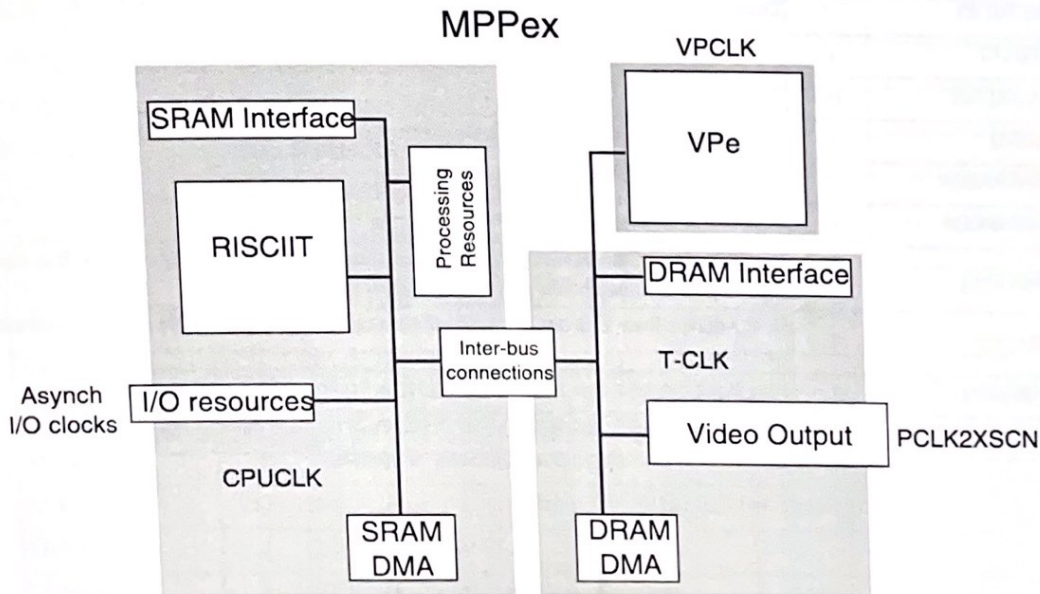 MPPex
VPCLK
SRAM Interface
Processing
Resources
RISCIIT
VPe
DRAM Interface
Inter-bus
connections
T-CLK
Asynch
I/O clocks
I/O resources
Video Output
PCLK2XSCN
CPUCLK
SRAM
DMA
DRAM
DMA